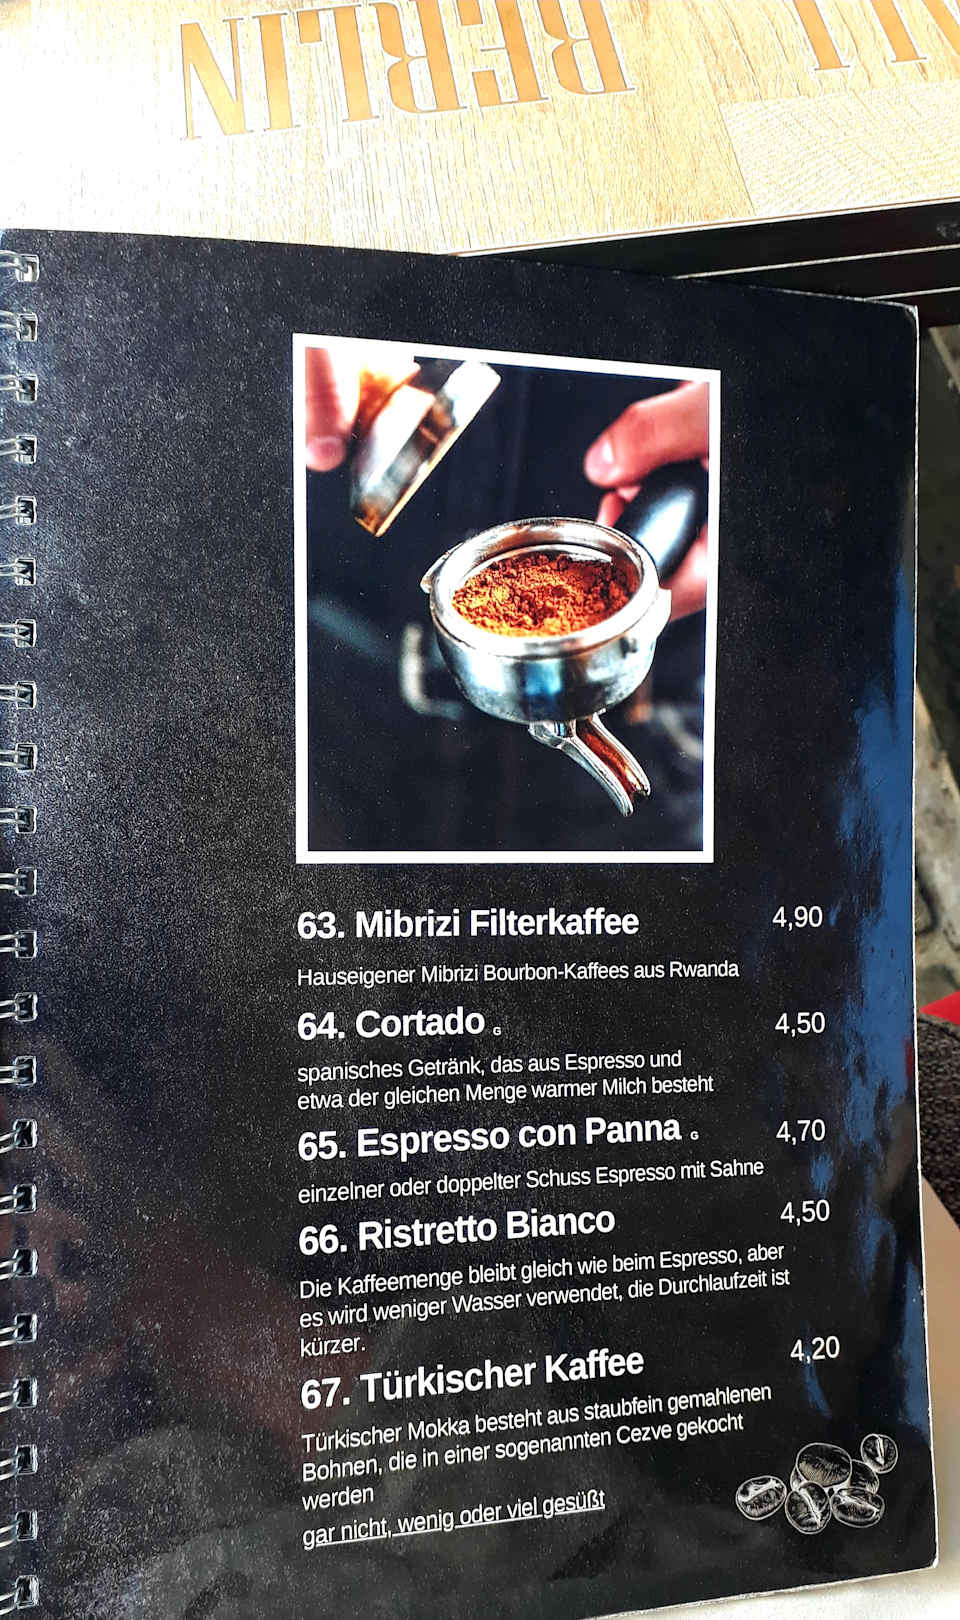 BERLIN
63. Mibrizi Filterkaffee 4,90
Hauseigener Mibrizi Bourbon-Kaffees aus Rwanda
64. Cortado G 4,50
spanisches Getränk, das aus Espresso und
etwa der gleichen Menge warmer Milch besteht
65. Espresso con Panna G 4,70
einzelner oder doppelter Schuss Espresso mit Sahne
66. Ristretto Bianco 4,50
Die Kaffeemenge bleibt gleich wie beim Espresso, aber
es wird weniger Wasser verwendet, die Durchlaufzeit ist
kürzer.
67. Türkischer Kaffee 4,20
Türkischer Mokka besteht aus staubfein gemahlenen
Bohnen, die in einer sogenannten Cezve gekocht
werden
gar nicht, wenig oder viel gesüßt